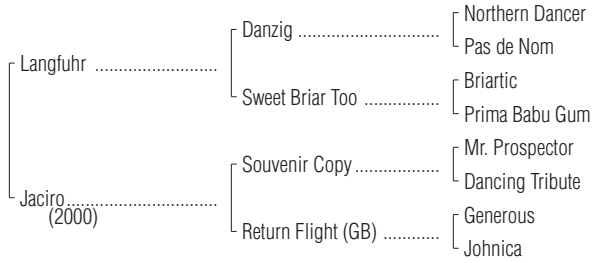 Northern Dancer
Danzig ..................................
Pas de Nom
Langfuhr ..........................
Briartic
Sweet Briar Too ..................
Prima Babu Gum
Mr. Prospector
Souvenir Copy....................
Dancing Tribute
Jaciro................................
(2000)
Generous
Return Flight (GB) .............
Johnica